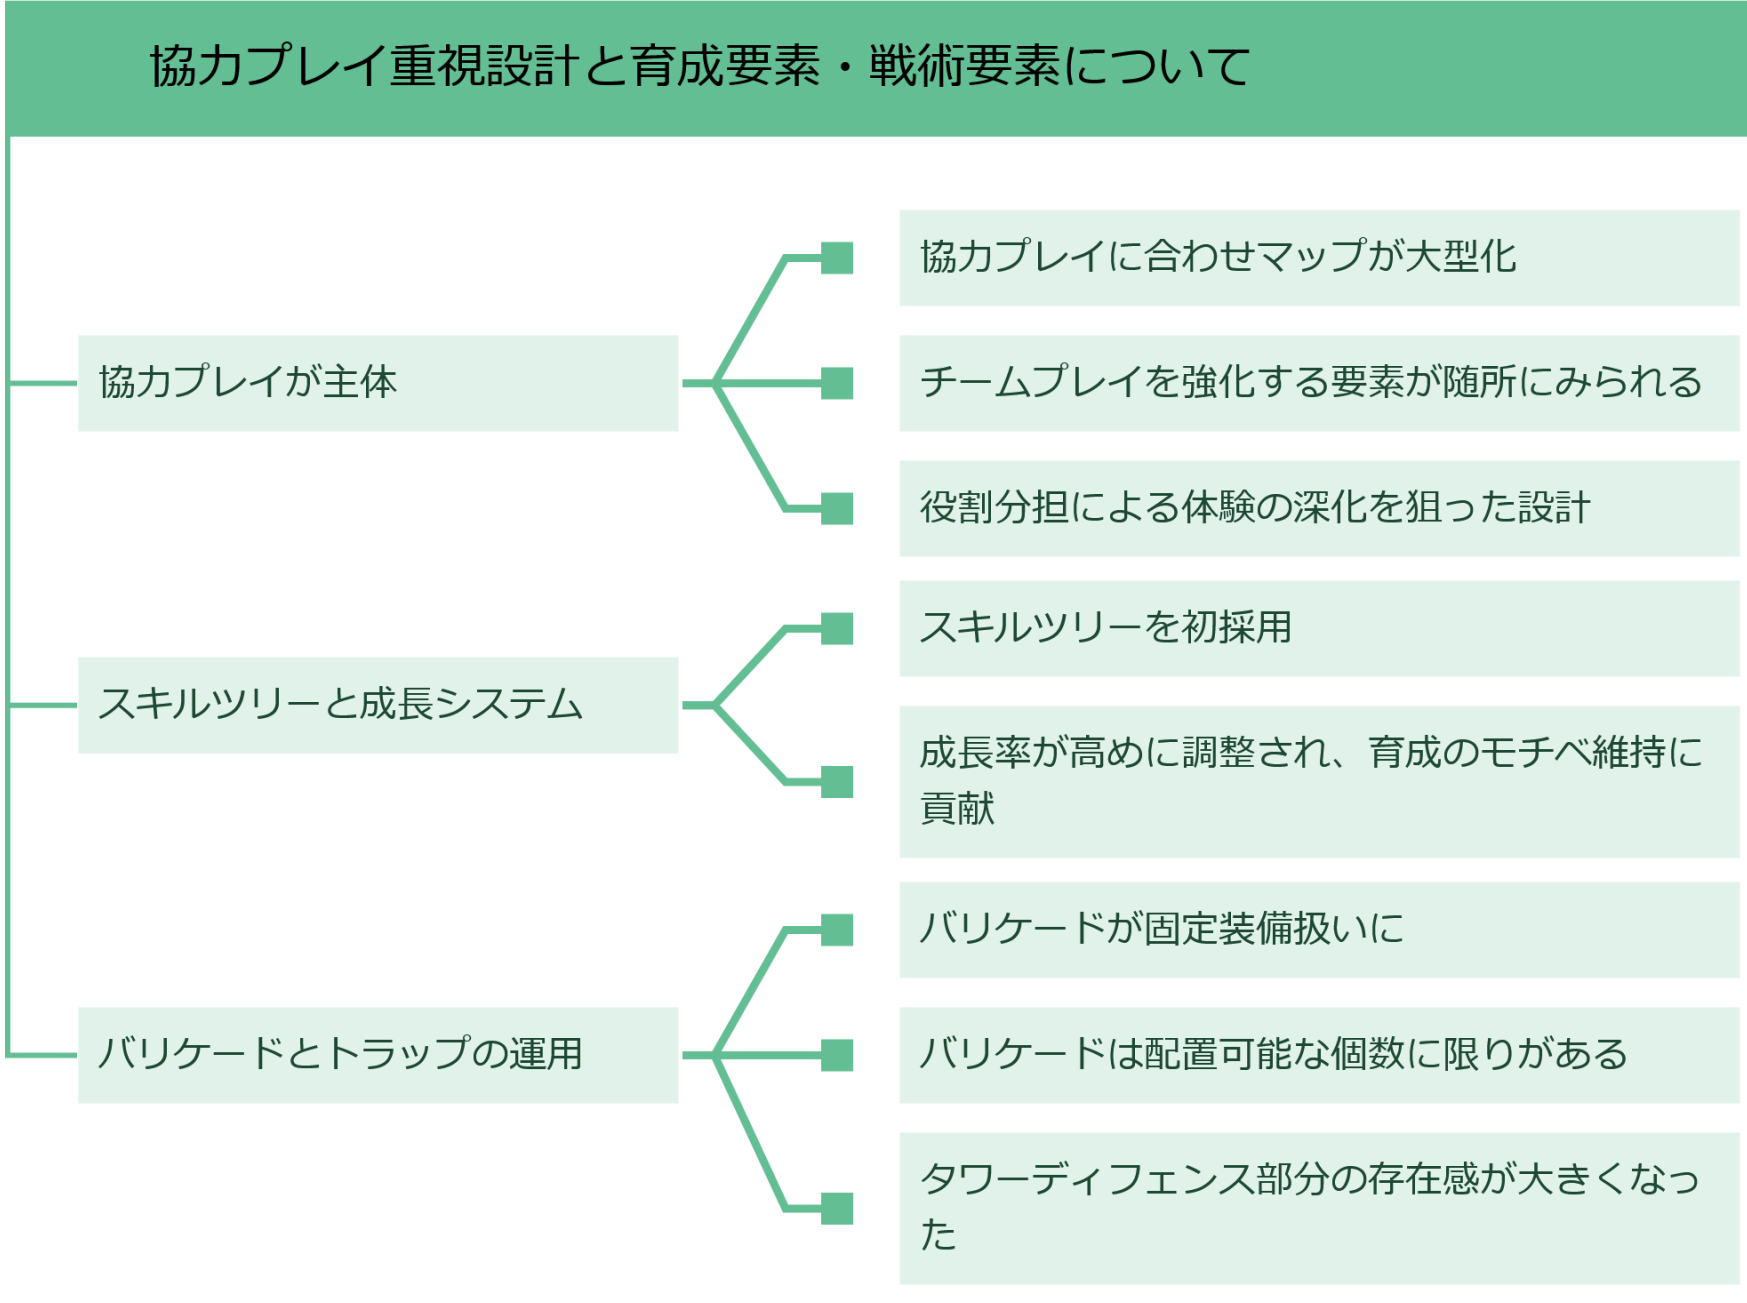 協力プレイ重視設計と育成要素・戦術要素について
協力プレイが主体
協力プレイに合わせマップが大型化
チームプレイを強化する要素が随所にみられる
役割分担による体験の深化を狙った設計
スキルツリーと成長システム
スキルツリーを初採用
成長率が高めに調整され、育成のモチベ維持に
貢献
バリケードとトラップの運用
バリケードが固定装備扱いに
バリケードは配置可能な個数に限りがある
タワーディフェンス部分の存在感が大きくなっ
た